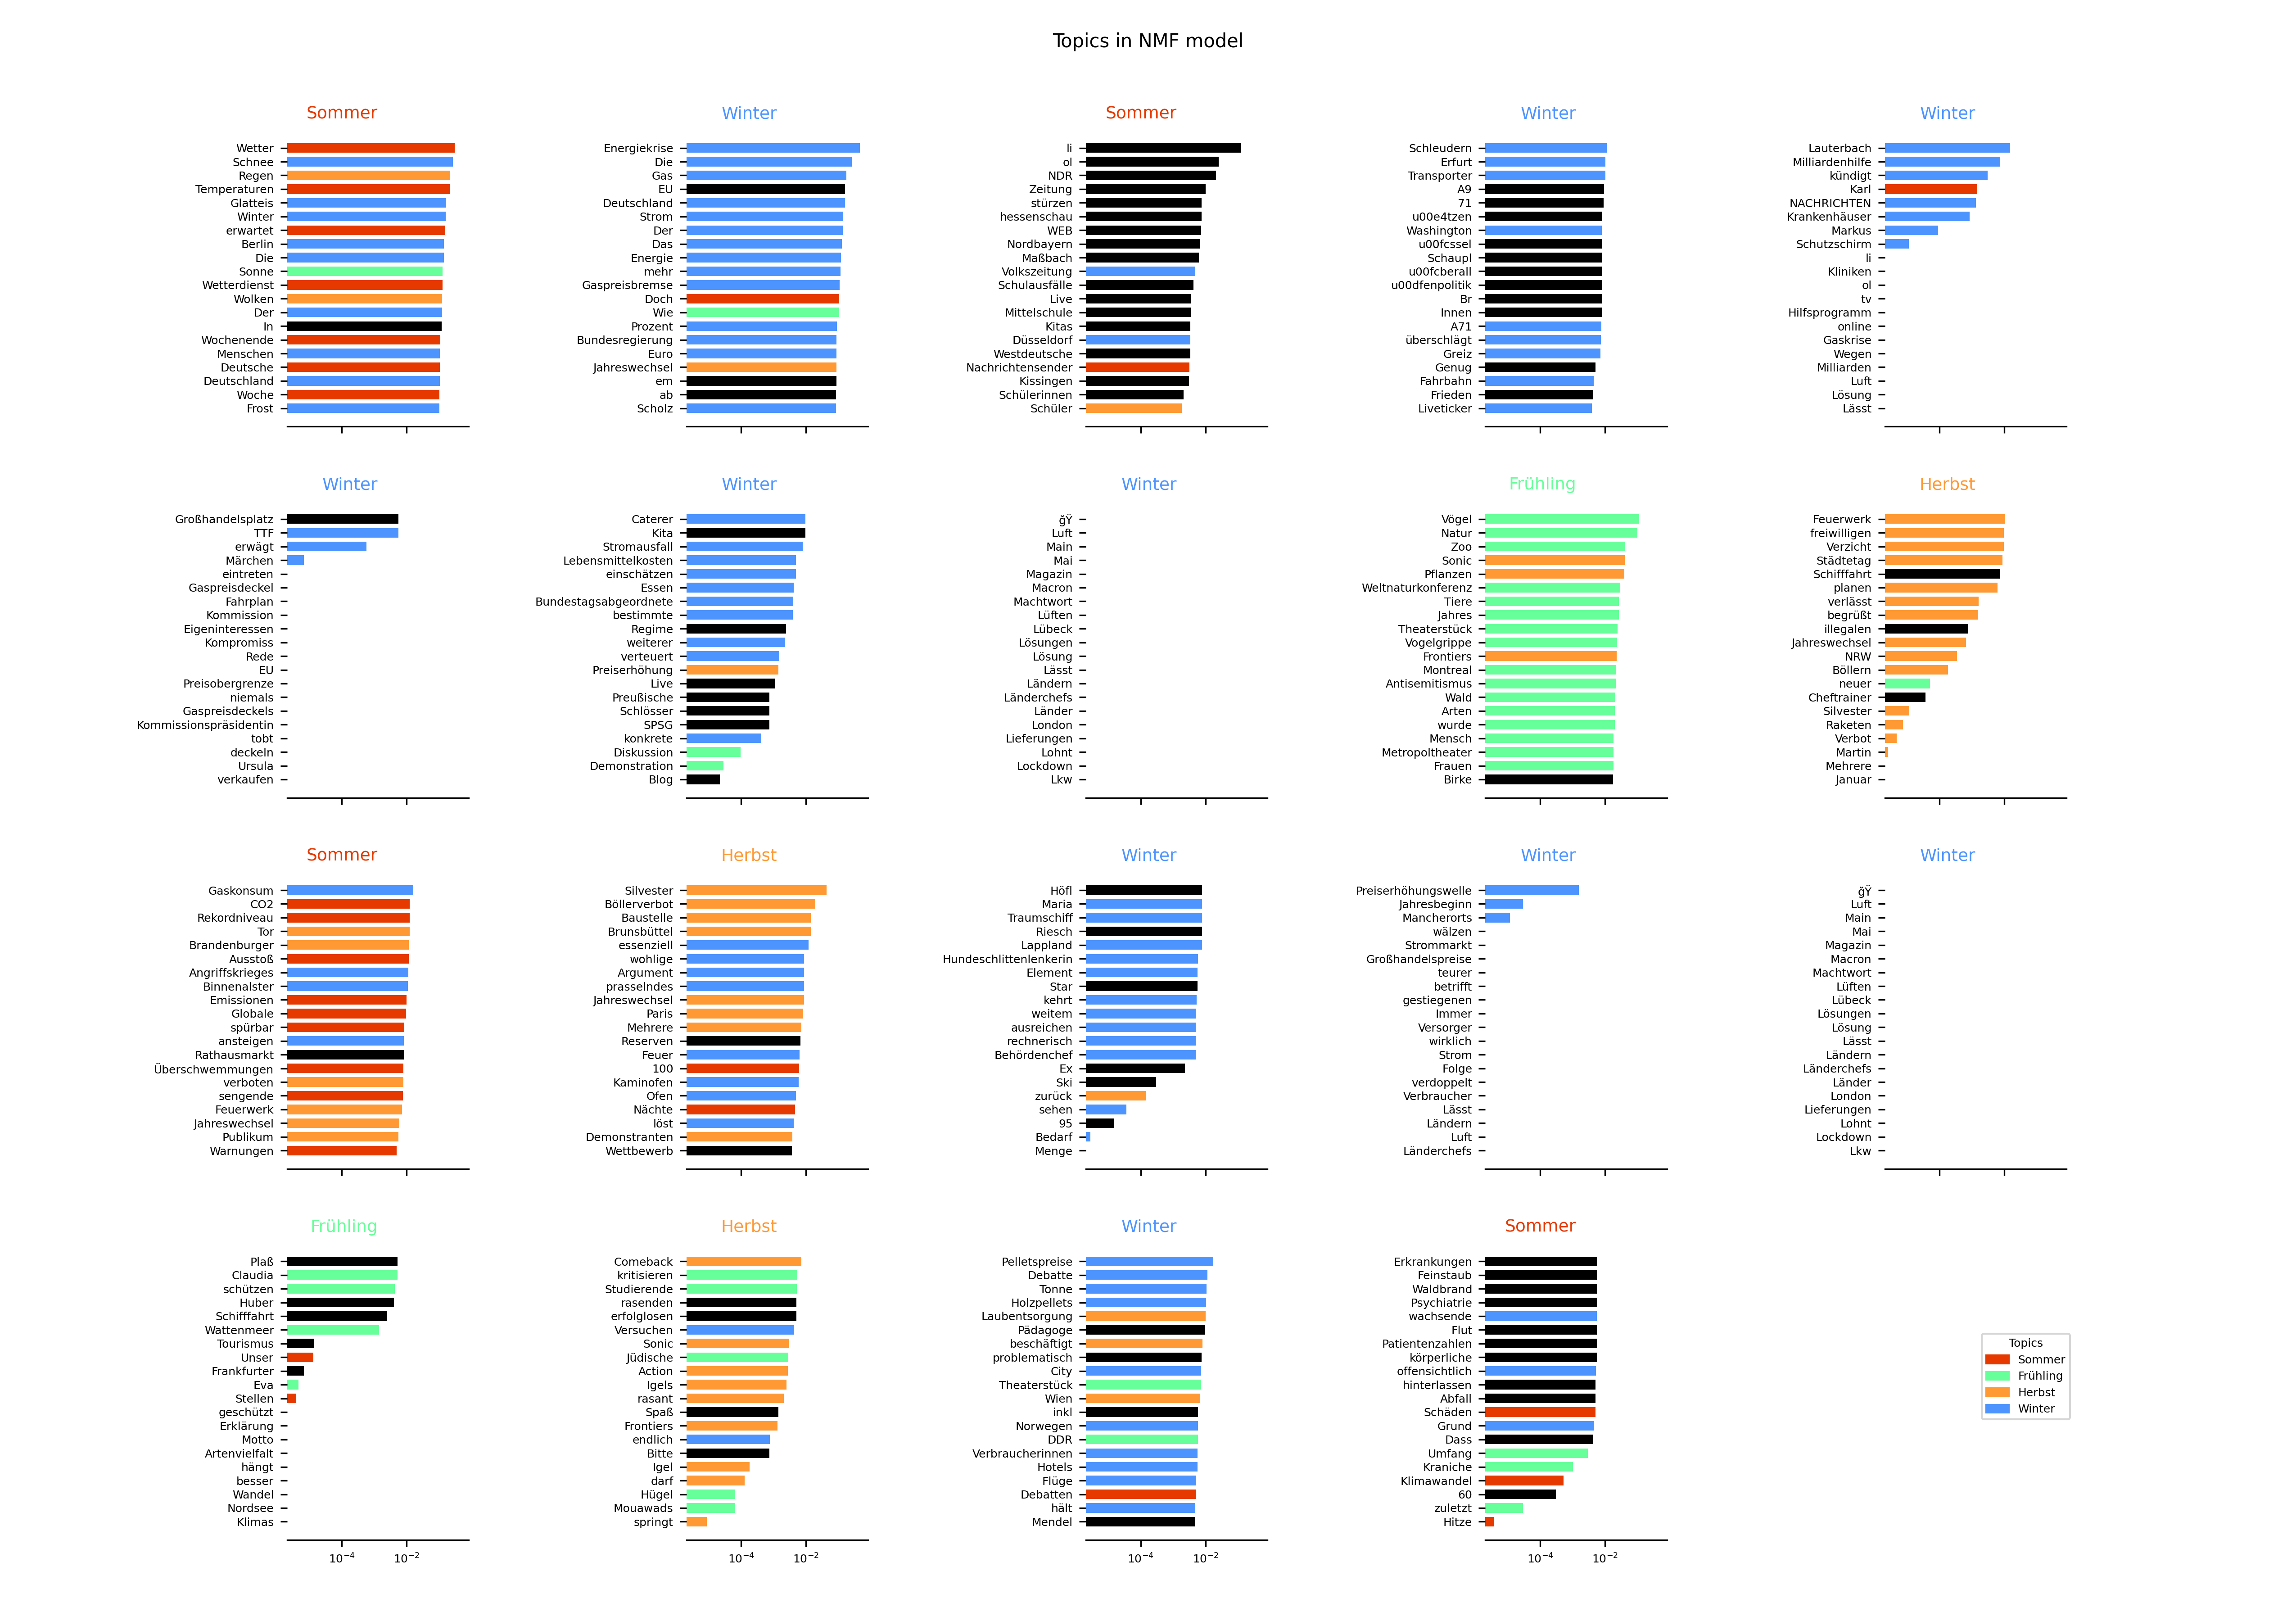 Topics in NMF model
Sommer
Wetter
Schnee
Regen
Temperaturen
Glatteis
Winter
erwartet
Berlin
Die
Sonne
Wetterdienst
Wolken
Der
In
Wochenende
Menschen
Deutsche
Deutschland
Woche
Frost
Winter
Energiekrise
Die
Gas
EU
Deutschland
Strom
Der
Das
Energie
mehr
Gaspreisbremse
Doch
Wie
Prozent
Bundesregierung
Euro
Jahreswechsel
em
ab
Scholz
Sommer
li
ol
NDR
Zeitung
stürzen
hessenschau
WEB
Nordbayern
Maßbach
Volkszeitung
Schulausfälle
Live
Mittelschule
Kitas
Düsseldorf
Westdeutsche
Nachrichtensender
Kissingen
Schülerinnen
Schüler
Winter
Schleudern
Erfurt
Transporter
A9
71
u00e4tzen
Washington
u00fcssel
Schaupl
u00fcberall
u00dfenpolitik
Br
Innen
A71
überschlägt
Greiz
Genug
Fahrbahn
Frieden
Liveticker
Winter
Lauterbach
Milliardenhilfe
kündigt
Karl
NACHRICHTEN
Krankenhäuser
Markus
Schutzschirm
li
Kliniken
ol
tv
Hilfsprogramm
online
Gaskrise
Wegen
Milliarden
Luft
Lösung
Lässt
Winter
Großhandelsplatz
TTF
erwägt
Märchen
eintreten
Gaspreisdeckel
Fahrplan
Kommission
Eigeninteressen
Kompromiss
Rede
EU
Preisobergrenze
niemals
Gaspreisdeckels
Kommissionspräsidentin
tobt
deckeln
Ursula
verkaufen
Winter
Caterer
Kita
Stromausfall
Lebensmittelkosten
einschätzen
Essen
Bundestagsabgeordnete
bestimmte
Regime
weiterer
verteuert
Preiserhöhung
Live
Preußische
Schlösser
SPSG
konkrete
Diskussion
Demonstration
Blog
Winter
ğŸ
Luft
Main
Mai
Magazin
Macron
Machtwort
Lüften
Lübeck
Lösungen
Lösung
Lässt
Ländern
Länderchefs
Länder
London
Lieferungen
Lohnt
Lockdown
Lkw
Frühling
Vögel
Natur
Zoo
Sonic
Pflanzen
Weltnaturkonferenz
Tiere
Jahres
Theaterstück
Vogelgrippe
Frontiers
Montreal
Antisemitismus
Wald
Arten
wurde
Mensch
Metropoltheater
Frauen
Birke
Herbst
Feuerwerk
freiwilligen
Verzicht
Städtetag
Schifffahrt
planen
verlässt
begrüßt
illegalen
Jahreswechsel
NRW
Böllern
neuer
Cheftrainer
Silvester
Raketen
Verbot
Martin
Mehrere
Januar
Sommer
Gaskonsum
CO2
Rekordniveau
Tor
Brandenburger
Ausstoß
Angriffskrieges
Binnenalster
Emissionen
Globale
spürbar
ansteigen
Rathausmarkt
Überschwemmungen
verboten
sengende
Feuerwerk
Jahreswechsel
Publikum
Warnungen
Herbst
Silvester
Böllerverbot
Baustelle
Brunsbüttel
essenziell
wohlige
Argument
prasselndes
Jahreswechsel
Paris
Mehrere
Reserven
Feuer
100
Kaminofen
Ofen
Nächte
löst
Demonstranten
Wettbewerb
Winter
Höfl
Maria
Traumschiff
Riesch
Lappland
Hundeschlittenlenkerin
Element
Star
kehrt
weitem
ausreichen
rechnerisch
Behördenchef
Ex
Ski
zurück
sehen
95
Bedarf
Menge
Winter
Preiserhöhungswelle
Jahresbeginn
Mancherorts
wälzen
Strommarkt
Großhandelspreise
teurer
betrifft
gestiegenen
Immer
Versorger
wirklich
Strom
Folge
verdoppelt
Verbraucher
Lässt
Ländern
Luft
Länderchefs
Winter
ğŸ
Luft
Main
Mai
Magazin
Macron
Machtwort
Lüften
Lübeck
Lösungen
Lösung
Lässt
Ländern
Länderchefs
Länder
London
Lieferungen
Lohnt
Lockdown
Lkw
Frühling
Plaß
Claudia
schützen
Huber
Schifffahrt
Wattenmeer
Tourismus
Unser
Frankfurter
Eva
Stellen
geschützt
Erklärung
Motto
Artenvielfalt
hängt
besser
Wandel
Nordsee
Klimas
10⁻⁴ 10⁻²
Herbst
Comeback
kritisieren
Studierende
rasenden
erfolglosen
Versuchen
Sonic
Jüdische
Action
Igels
rasant
Spaß
Frontiers
endlich
Bitte
Igel
darf
Hügel
Mouawads
springt
10⁻⁴ 10⁻²
Winter
Pelletspreise
Debatte
Tonne
Holzpellets
Laubentsorgung
Pädagoge
beschäftigt
problematisch
City
Theaterstück
Wien
inkl
Norwegen
DDR
Verbraucherinnen
Hotels
Flüge
Debatten
hält
Mendel
10⁻⁴ 10⁻²
Sommer
Erkrankungen
Feinstaub
Waldbrand
Psychiatrie
wachsende
Flut
Patientenzahlen
körperliche
offensichtlich
hinterlassen
Abfall
Schäden
Grund
Dass
Umfang
Kraniche
Klimawandel
60
zuletzt
Hitze
10⁻⁴ 10⁻²
Topics
Sommer
Frühling
Herbst
Winter